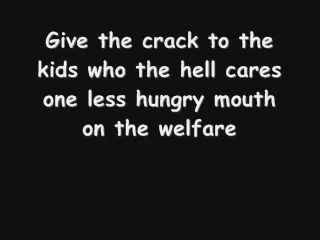 Give the crack to the
kids who the hell cares
one less hungry mouth
on the welfare